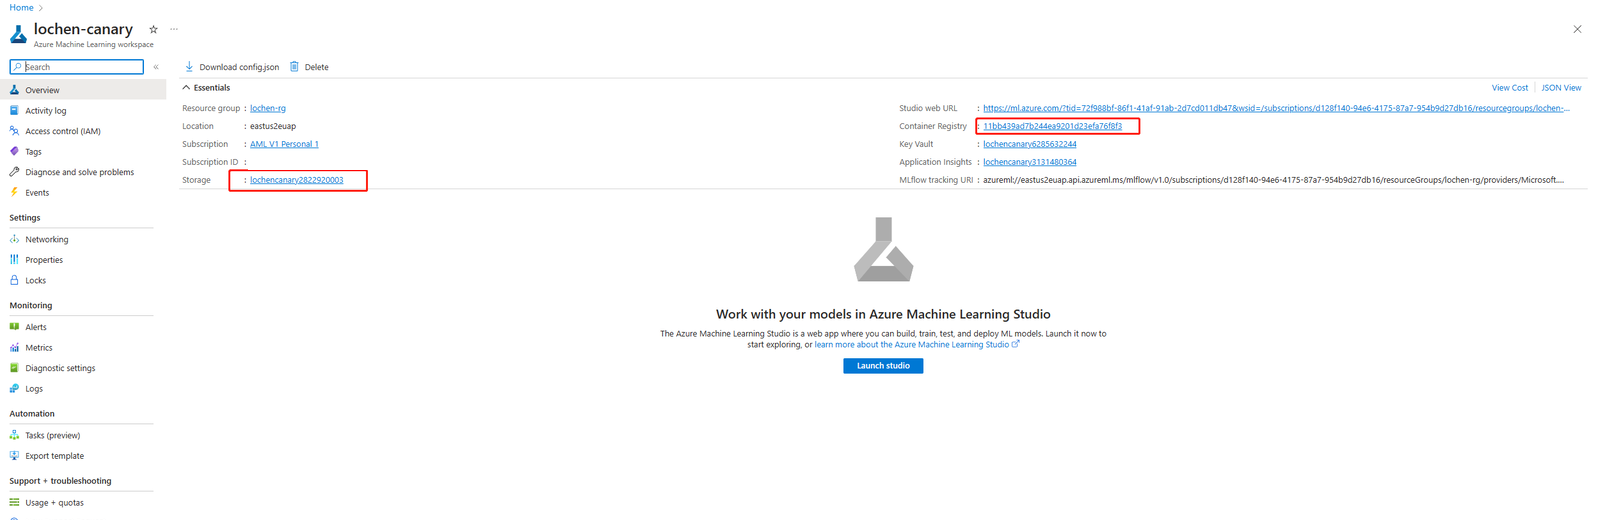 Home >
lochen-canary ☆ ···
Azure Machine Learning workspace
Search
«
Overview
Activity log
Access control (IAM)
Tags
Diagnose and solve problems
Events
Settings
Networking
Properties
Locks
Monitoring
Alerts
Metrics
Diagnostic settings
Logs
Automation
Tasks (preview)
Export template
Support + troubleshooting
Usage + quotas
Download config.json Delete
Essentials
View Cost JSON View
Resource group : lochen-rg
Location : eastus2euap
Subscription : AML V1 Personal 1
Subscription ID :
Storage : lochencanary2822920003
Studio web URL : https://ml.azure.com/?tid=72f988bf-86f1-41af-91ab-2d7cd011db47&wsid=/subscriptions/d128f140-94e6-4175-87a7-954b9d27db16/resourcegroups/lochen-...
Container Registry : 11bb439ad7b244ea9201d23efa76f8f3
Key Vault : lochencanary6285632244
Application Insights : lochencanary3131480364
MLflow tracking URI : azureml://eastus2euap.api.azureml.ms/mlflow/v1.0/subscriptions/d128f140-94e6-4175-87a7-954b9d27db16/resourceGroups/lochen-rg/providers/Microsoft....
Work with your models in Azure Machine Learning Studio
The Azure Machine Learning Studio is a web app where you can build, train, test, and deploy ML models. Launch it now to
start exploring, or learn more about the Azure Machine Learning Studio
Launch studio